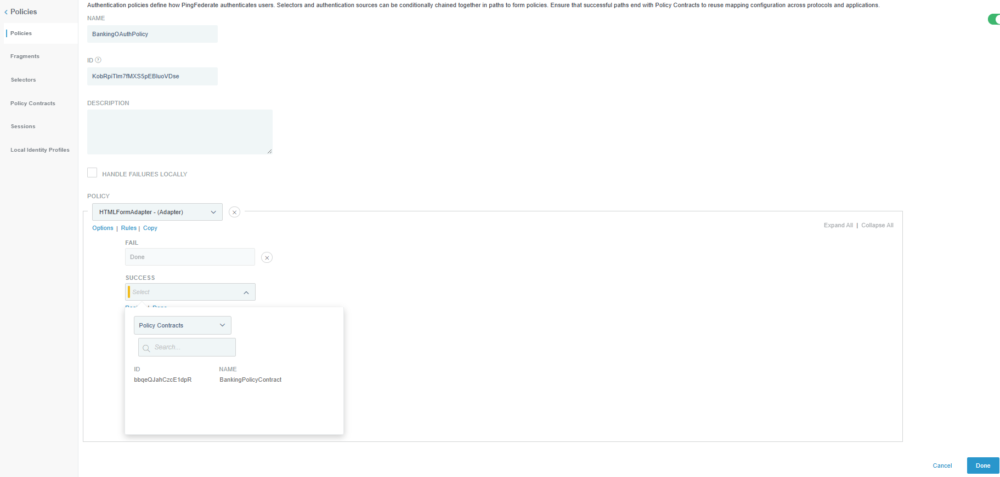 Policies
Policies
Fragments
Selectors
Policy Contracts
Sessions
Local Identity Profiles
Authentication policies define how PingFederate authenticates users. Selectors and authentication sources can be conditionally chained together in paths to form policies. Ensure that successful paths end with Policy Contracts to reuse mapping configuration across protocols and applications.
NAME
BankingOAuthPolicy
ID
KobRpiTlm7fMXS5pEBluoVDse
DESCRIPTION
HANDLE FAILURES LOCALLY
POLICY
HTMLFormAdapter - (Adapter)
Options | Rules | Copy
Expand All | Collapse All
FAIL
Done
SUCCESS
Select
Policy Contracts
Search...
ID NAME
bbqeQJahCzcE1dpR BankingPolicyContract
Cancel Done